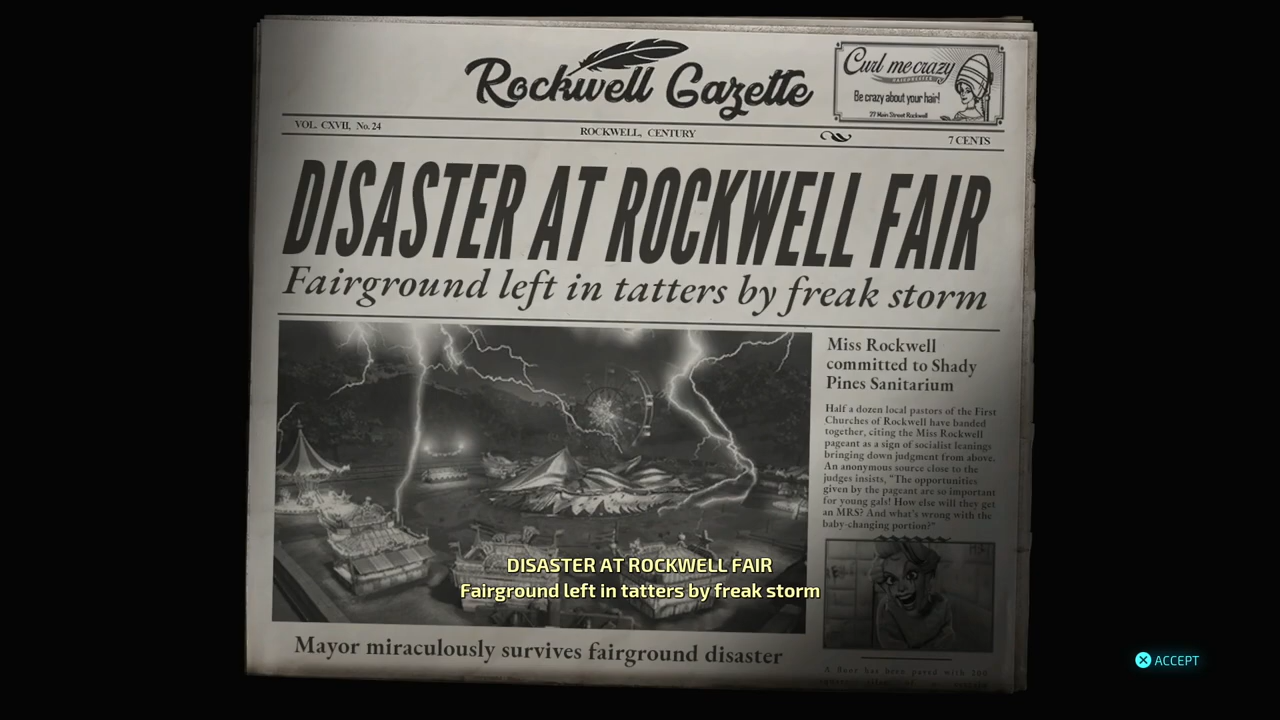 Rockwell Gazette
Curl me crazy
Be crazy about your hair!
27 Main Street Rockwell
VOL. CXVII, No. 24
ROCKWELL, CENTURY
7 CENTS
DISASTER AT ROCKWELL FAIR
Fairground left in tatters by freak storm
Miss Rockwell
committed to Shady
Pines Sanitarium
Half a dozen local pastors of the First
Churches of Rockwell have banded
together, citing the Miss Rockwell
pageant as a sign of socialist leanings
bringing down judgment from above.
An anonymous source close to the
judges insists, "The opportunities
given by the pageant are so important
for young gals! How else will they get
an MRS? And what's wrong with the
baby-changing portion?"
A floor has been paved with 300
DISASTER AT ROCKWELL FAIR
Fairground left in tatters by freak storm
Mayor miraculously survives fairground disaster
ACCEPT